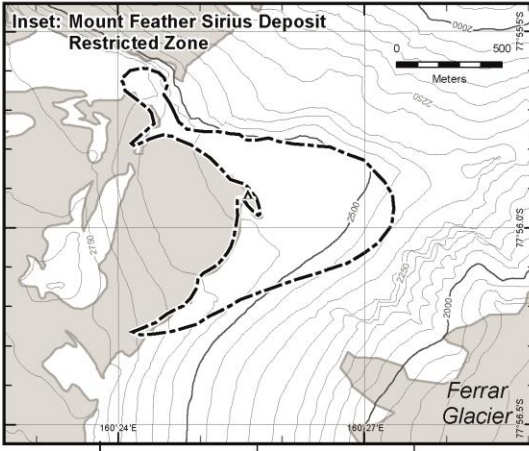 Inset: Mount Feather Sirius Deposit
Restricted Zone
0 500
Meters
2000
77°55.5'S
2250
2500
77°56.0'S
2750
2250
2000
Ferrar
Glacier
160°24'E
160°27'E
77°56.5'S